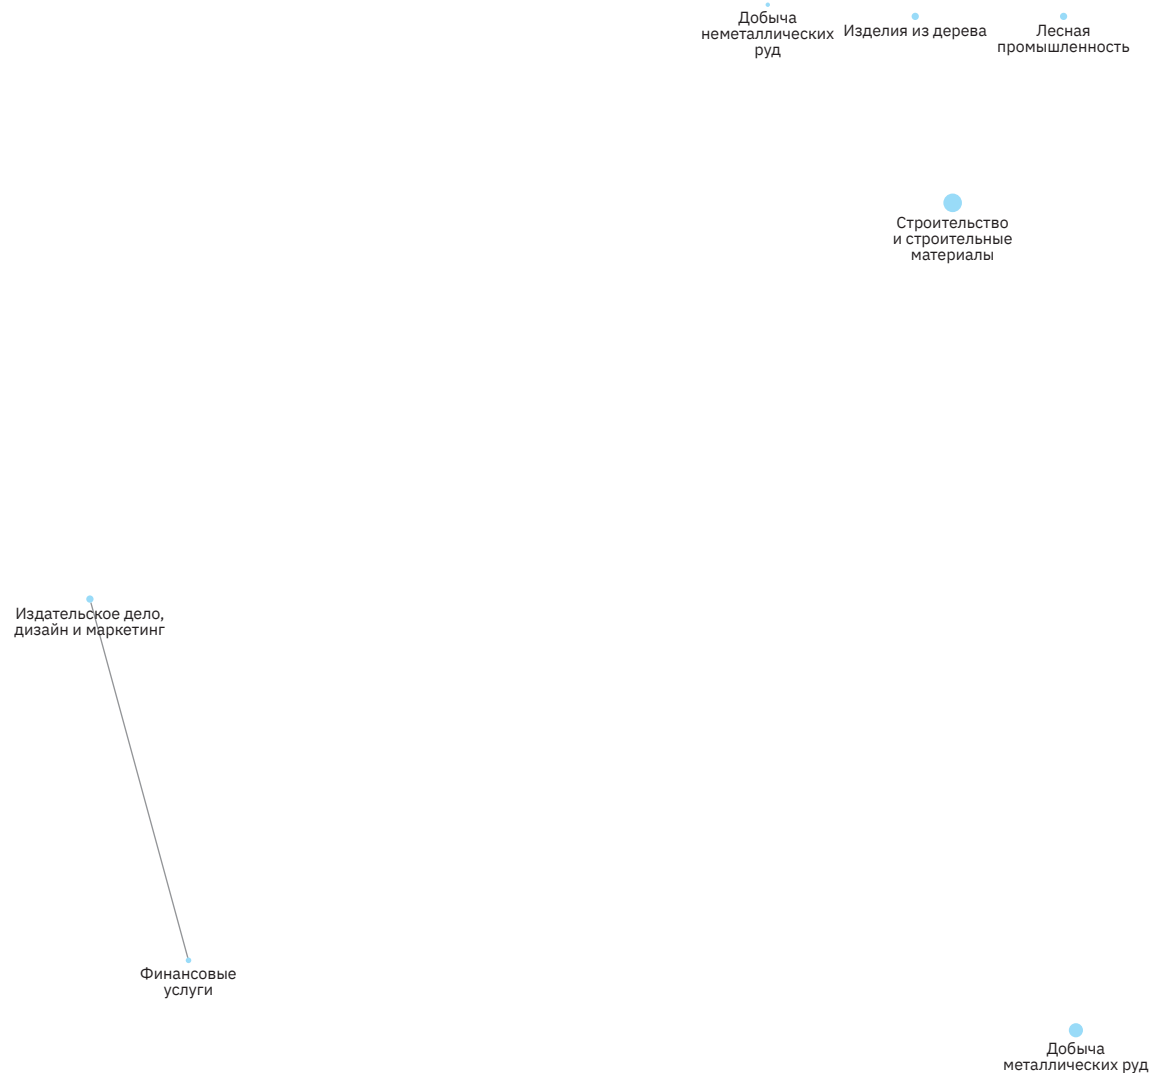 Добыча
неметаллических
руд
Изделия из дерева
Лесная
промышленность
Строительство
и строительные
материалы
Издательское дело,
дизайн и маркетинг
Финансовые
услуги
Добыча
металлических руд